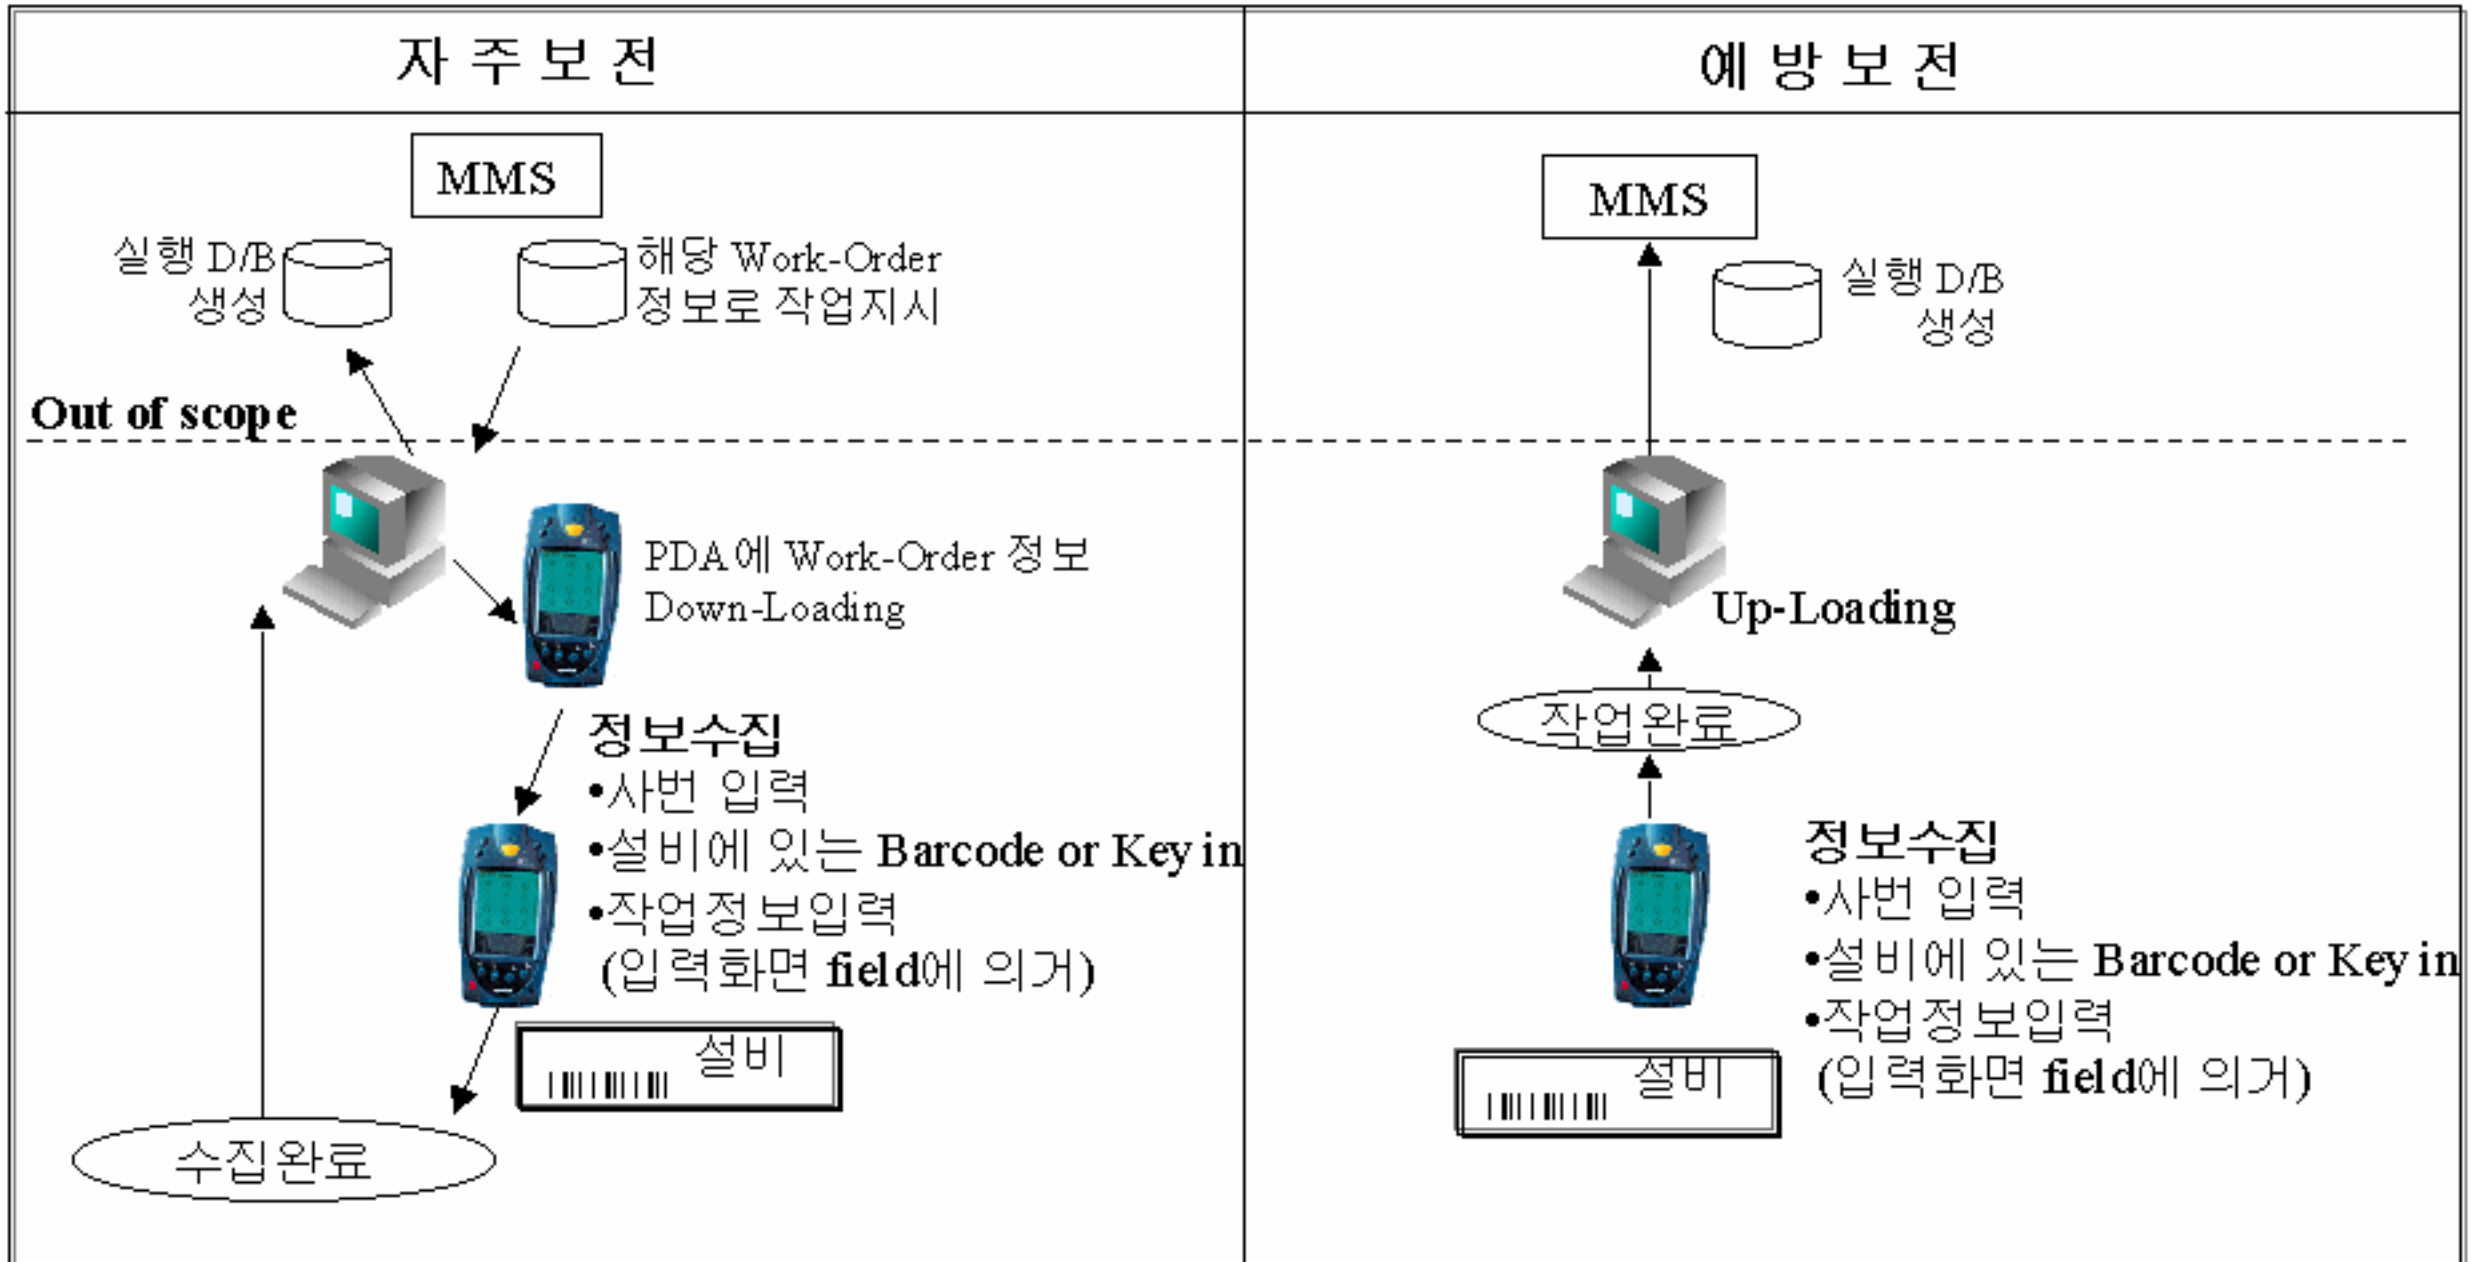 자주보전
MMS
실행 D/B
생성
해당 Work-Order
정보로 작업지시
Out of scope
PDA에 Work-Order 정보
Down-Loading
정보수집
•사번 입력
•설비에 있는 Barcode or Key in
•작업정보입력
(입력화면 field에 의거)
설비
수집완료
예방보전
MMS
실행 D/B
생성
Up-Loading
작업완료
정보수집
•사번 입력
•설비에 있는 Barcode or Key in
•작업정보입력
(입력화면 field에 의거)
설비